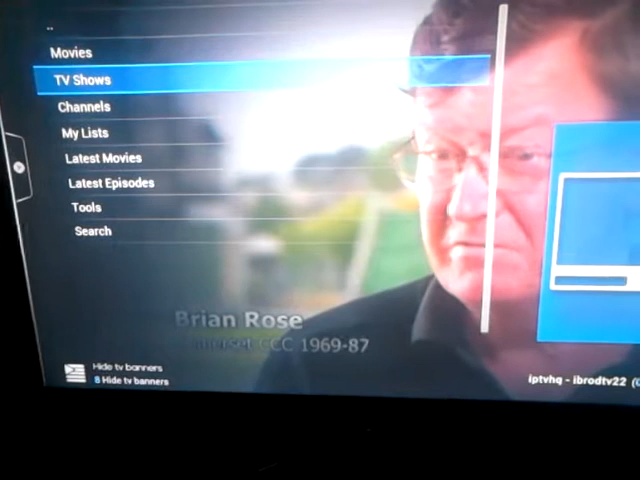 ..
Movies
TV Shows
Channels
My Lists
Latest Movies
Latest Episodes
Tools
Search
Brian Rose
CCC 1969-87
Hide tv banners
8 Hide tv banners
iptvhq - ibrodtv22